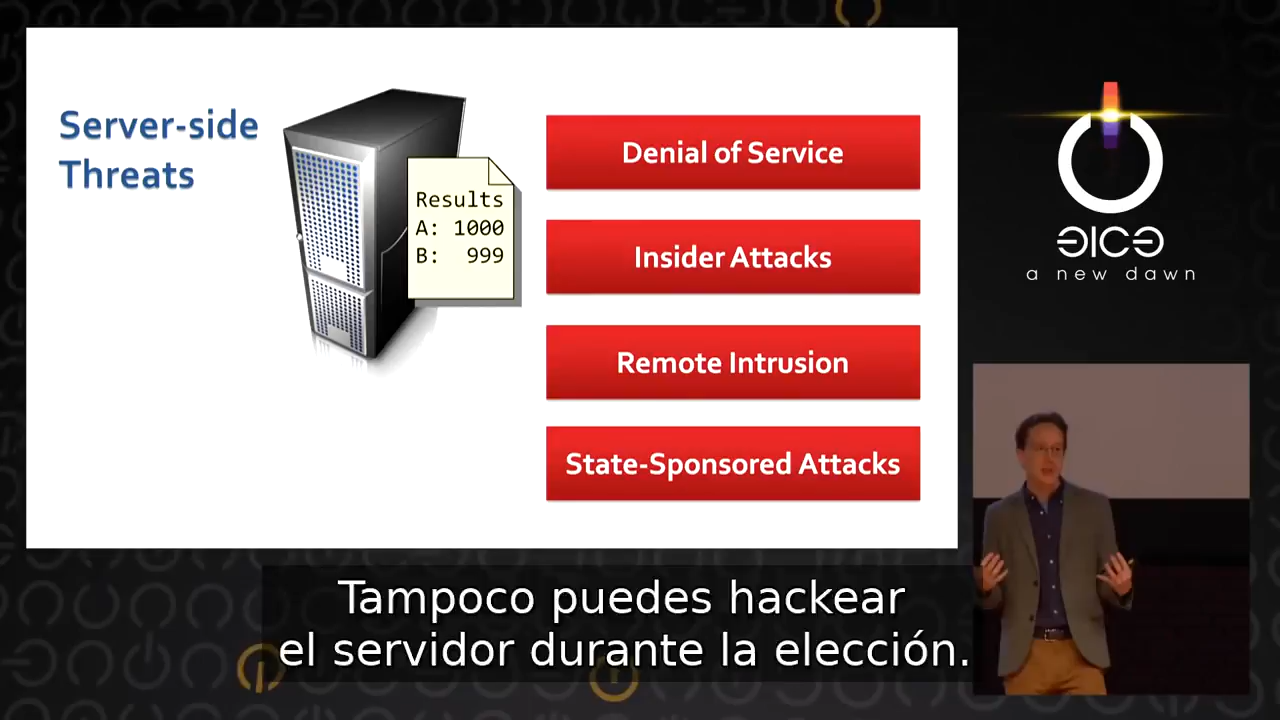 Server-side
Threats
Results
A: 1000
B: 999
Denial of Service
Insider Attacks
Remote Intrusion
State-Sponsored Attacks
a new dawn
Tampoco puedes hackear
el servidor durante la elección.